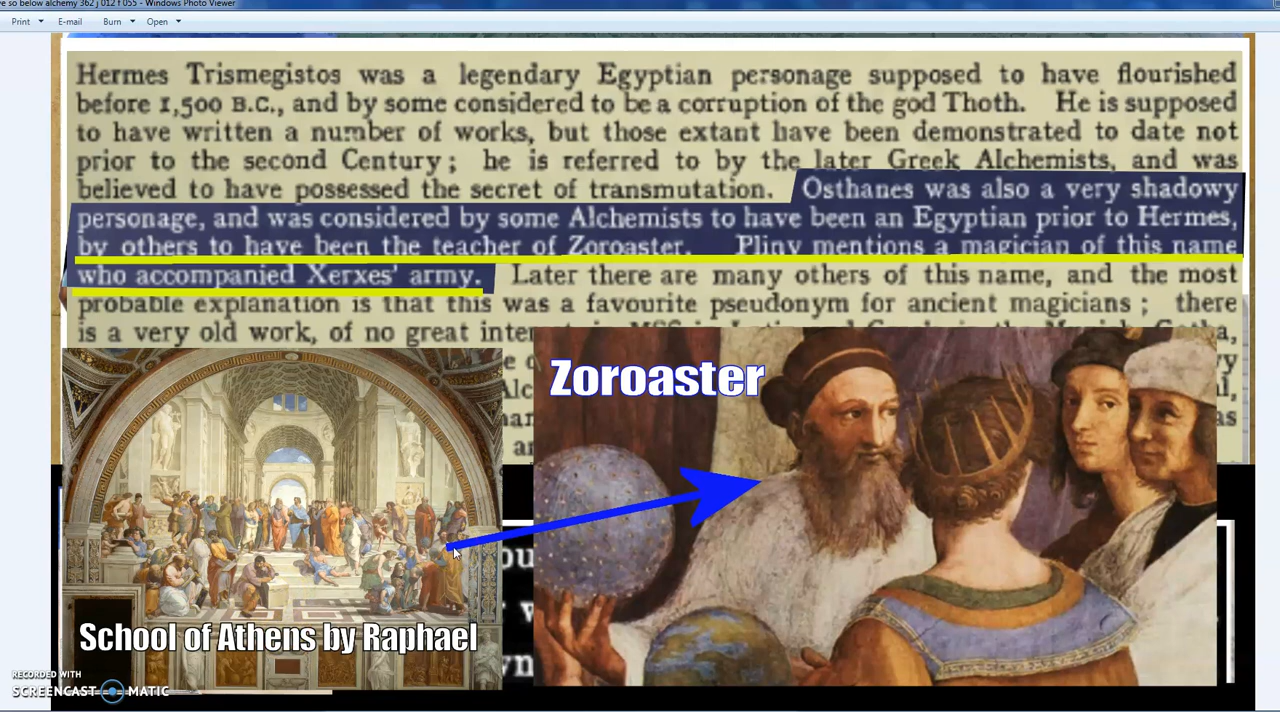 ve so below alchemy 362 j 012 f 055 - Windows Photo Viewer
Print E-mail Burn Open
Hermes Trismegistos was a legendary Egyptian personage supposed to have flourished
before 1,500 B.C., and by some considered to be a corruption of the god Thoth. He is supposed
to have written a number of works, but those extant have been demonstrated to date not
prior to the second Century; he is referred to by the later Greek Alchemists, and was
believed to have possessed the secret of transmutation. Osthanes was also a very shadowy
personage, and was considered by some Alchemists to have been an Egyptian prior to Hermes,
by others to have been the teacher of Zoroaster. Pliny mentions a magician of this name
who accompanied Xerxes' army. Later there are many others of this name, and the most
probable explanation is that this was a favourite pseudonym for ancient magicians; there
is a very old work, of no great
Zoroaster
School of Athens by Raphael
RECORDED WITH
SCREENCAST MATIC